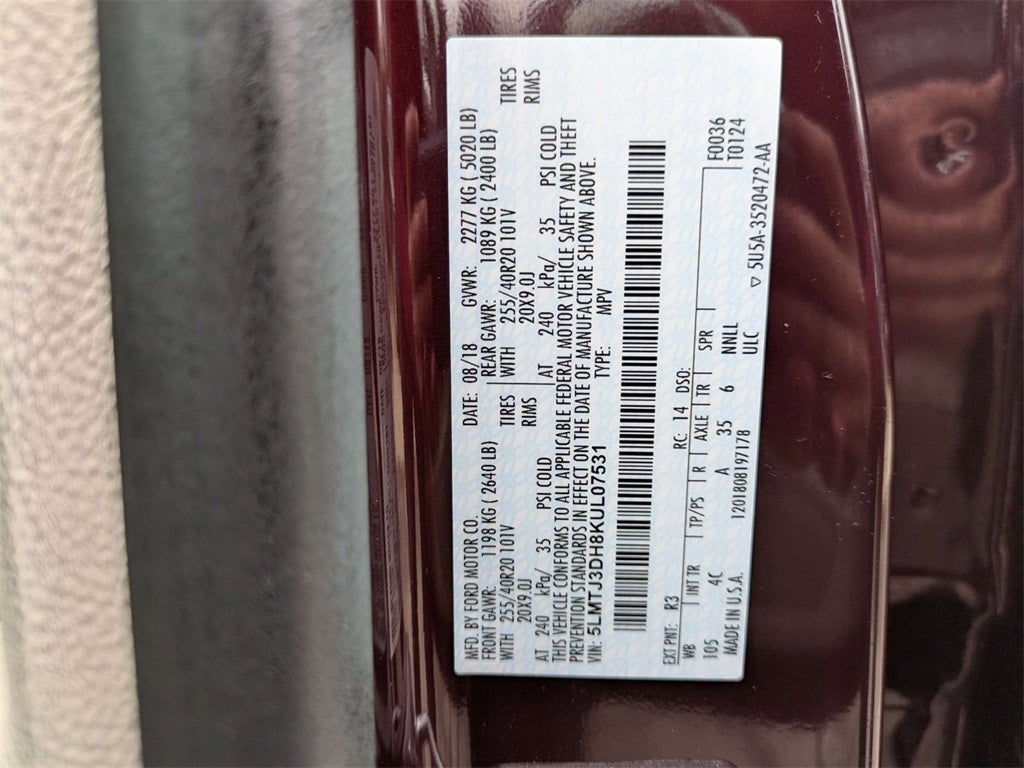 MFD. BY FORD MOTOR CO. DATE: 08/18 GVWR: 2277 KG ( 5020 LB)
FRONT GAWR: 1198 KG ( 2640 LB) REAR GAWR: 1089 KG ( 2400 LB)
WITH 255/40R20 101V TIRES WITH 255/40R20 101V TIRES
20X9.0J RIMS 20X9.0J RIMS
AT 240 kPa/ 35 PSI COLD AT 240 kPa/ 35 PSI COLD
THIS VEHICLE CONFORMS TO ALL APPLICABLE FEDERAL MOTOR VEHICLE SAFETY AND THEFT
PREVENTION STANDARDS IN EFFECT ON THE DATE OF MANUFACTURE SHOWN ABOVE.
VIN: 5LMTJ3DH8KUL07531 TYPE: MPV
EXT PNT: R3 RC: 14 DSO: F0036
WB INT TR TP/PS R AXLE TR SPR T0124
105 4C A 35 6 NNLL
MADE IN U.S.A. 1201808197178 ULC ▽ 5U5A-3520472-AA